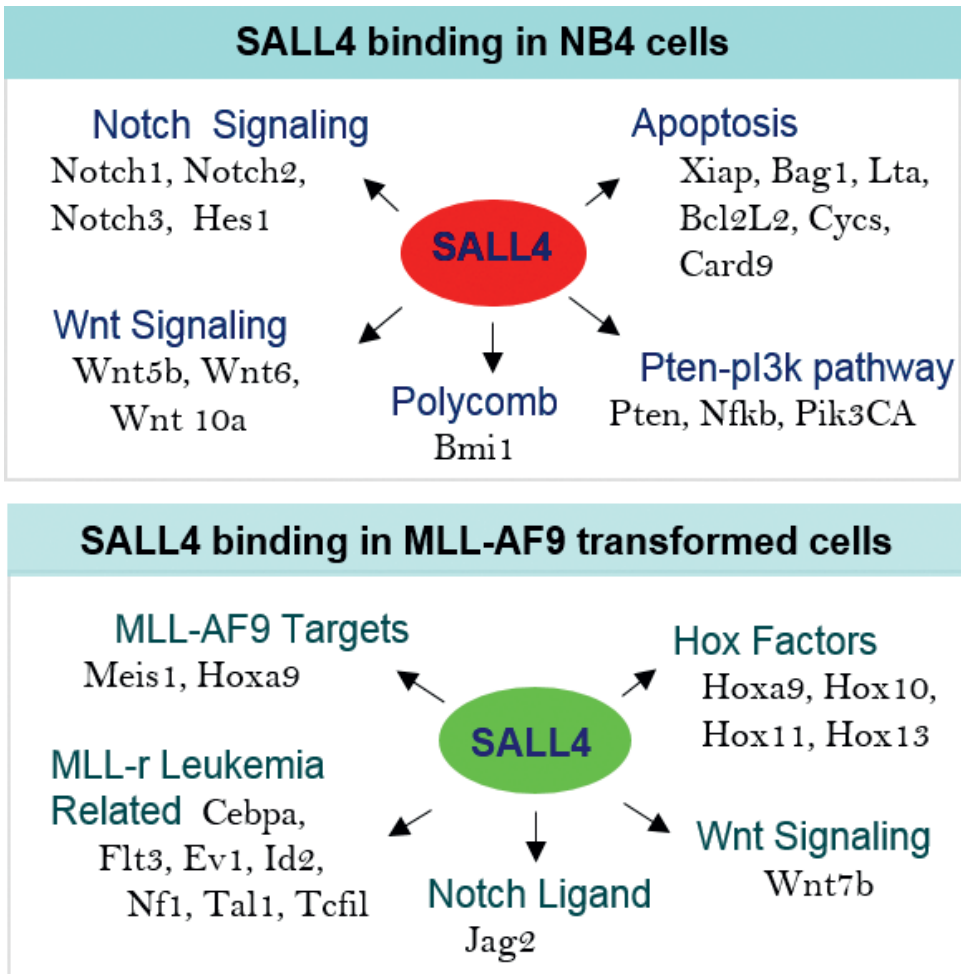 SALL4 binding in NB4 cells
Notch Signaling
Notch1, Notch2,
Notch3, Hes1
Apoptosis
Xiap, Bag1, Lta,
Bcl2L2, Cycs,
Card9
SALL4
Wnt Signaling
Wnt5b, Wnt6,
Wnt 10a
Polycomb
Bmi1
Pten-pI3k pathway
Pten, Nfkb, Pik3CA
SALL4 binding in MLL-AF9 transformed cells
MLL-AF9 Targets
Meis1, Hoxa9
Hox Factors
Hoxa9, Hox10,
Hox11, Hox13
SALL4
MLL-r Leukemia
Related Cebpa,
Flt3, Ev1, Id2,
Nf1, Tal1, Tcfil
Notch Ligand
Jag2
Wnt Signaling
Wnt7b